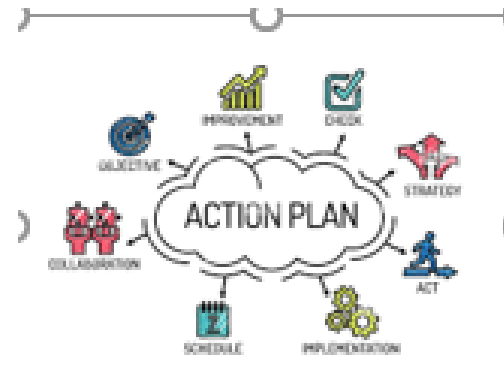 IMPROVEMENT
CHECK
OBJECTIVE
STRATEGY
ACTION PLAN
COLLABORATION
ACT
SCHEDULE
IMPLEMENTATION